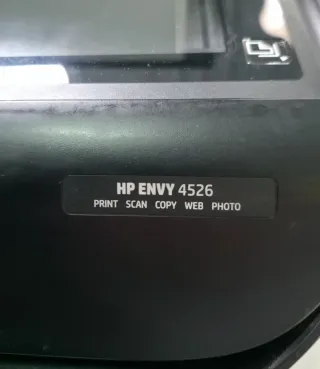 HP ENVY 4526
PRINT SCAN COPY WEB PHOTO